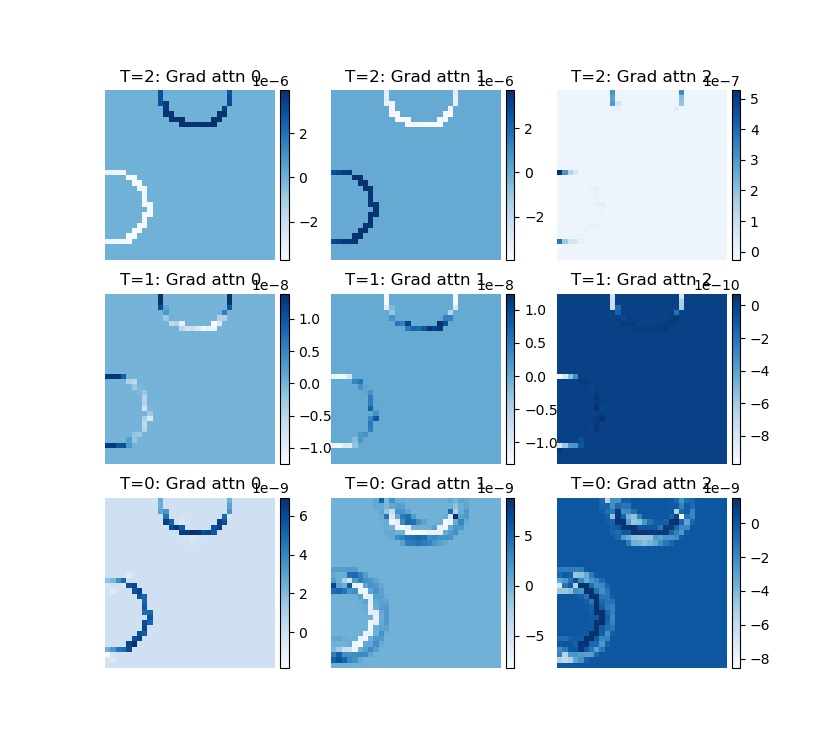 T=2: Grad attn 0
1e−6
2
0
−2
T=2: Grad attn 1
1e−6
2
0
−2
T=2: Grad attn 2
1e−7
5
4
3
2
1
0
T=1: Grad attn 0
1e−8
1.0
0.5
0.0
−0.5
−1.0
T=1: Grad attn 1
1e−8
1.0
0.5
0.0
−0.5
−1.0
T=1: Grad attn 2
1e−10
0
−2
−4
−6
−8
T=0: Grad attn 0
1e−9
6
4
2
0
T=0: Grad attn 1
1e−9
5
0
−5
T=0: Grad attn 2
1e−9
0
−2
−4
−6
−8